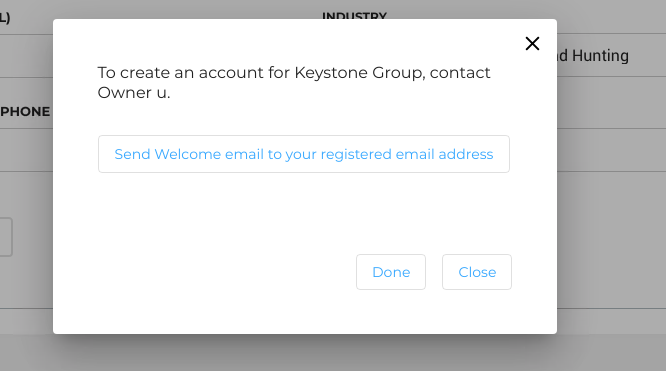 L)
INDUSTRY
nd Hunting
PHONE
To create an account for Keystone Group, contact
Owner u.
Send Welcome email to your registered email address
Done
Close